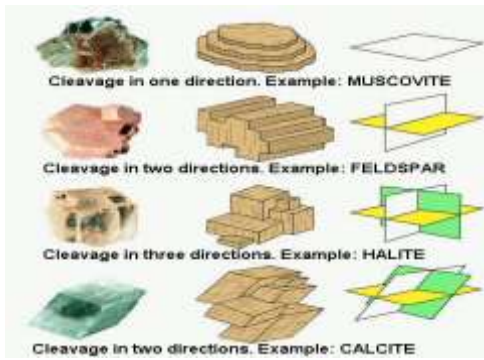 Cleavage in one direction. Example: MUSCOVITE
Cleavage in two directions. Example: FELDSPAR
Cleavage in three directions. Example: HALITE
Cleavage in two directions. Example: CALCITE